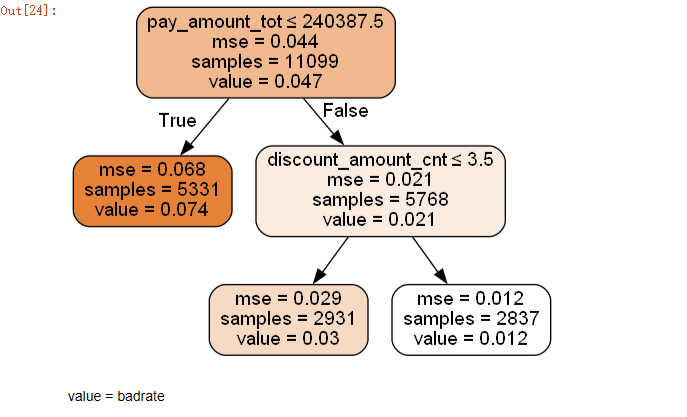 Out[24]:
pay_amount_tot ≤ 240387.5
mse = 0.044
samples = 11099
value = 0.047
True
False
mse = 0.068
samples = 5331
value = 0.074
discount_amount_cnt ≤ 3.5
mse = 0.021
samples = 5768
value = 0.021
mse = 0.029
samples = 2931
value = 0.03
mse = 0.012
samples = 2837
value = 0.012
value = badrate